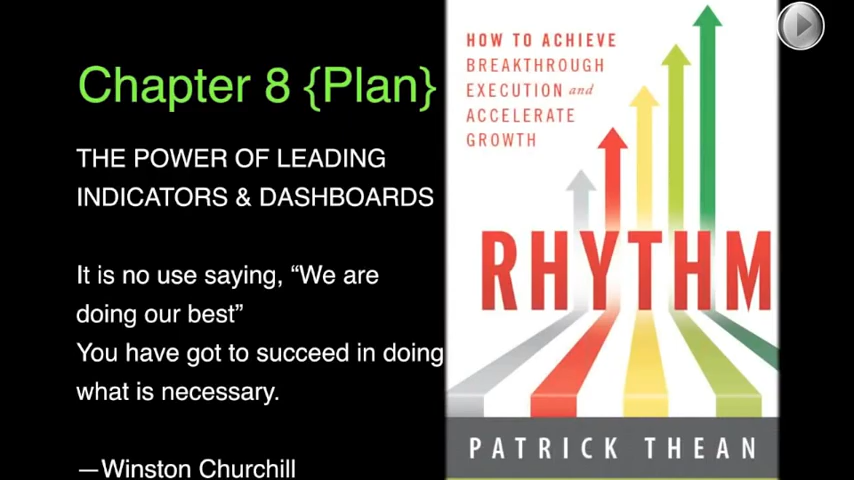 Chapter 8 {Plan}
THE POWER OF LEADING
INDICATORS & DASHBOARDS
It is no use saying, “We are
doing our best”
You have got to succeed in doing
what is necessary.
—Winston Churchill
HOW TO ACHIEVE
BREAKTHROUGH
EXECUTION and
ACCELERATE
GROWTH
RHYTHM
PATRICK THEAN